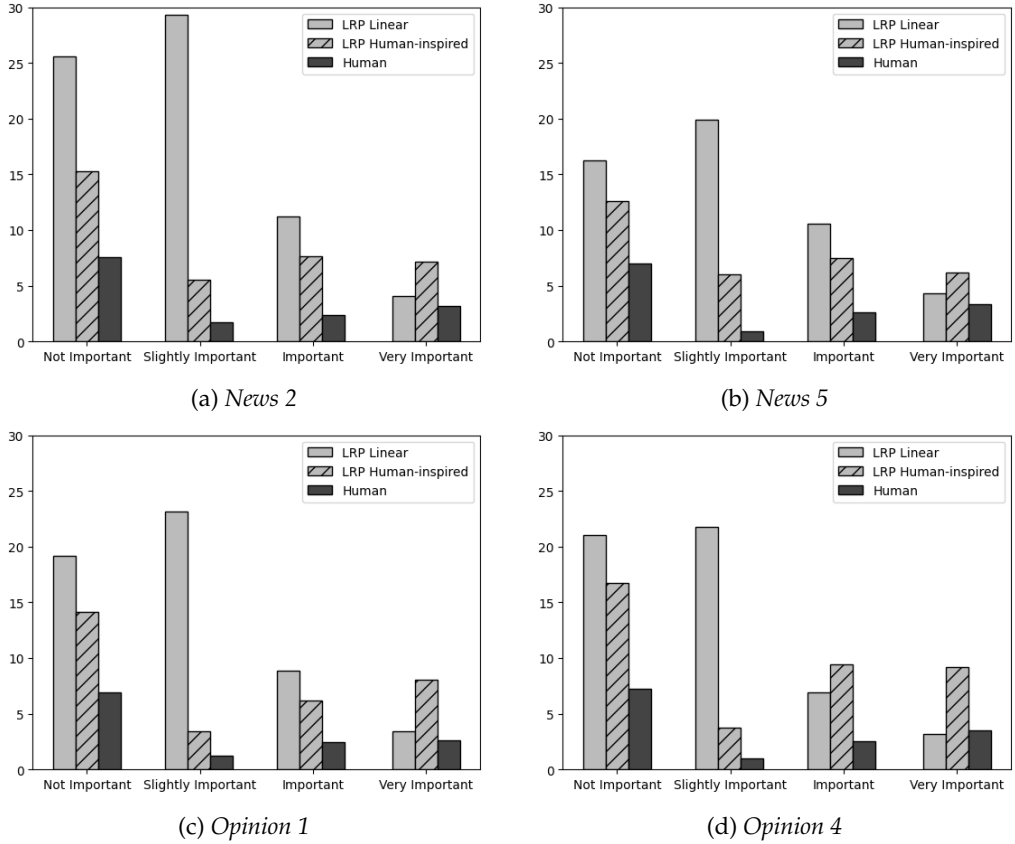 30
25
20
15
10
5
0
LRP Linear
LRP Human-inspired
Human
Not Important Slightly Important Important Very Important
(a) News 2
30
25
20
15
10
5
0
LRP Linear
LRP Human-inspired
Human
Not Important Slightly Important Important Very Important
(b) News 5
30
25
20
15
10
5
0
LRP Linear
LRP Human-inspired
Human
Not Important Slightly Important Important Very Important
(c) Opinion 1
30
25
20
15
10
5
0
LRP Linear
LRP Human-inspired
Human
Not Important Slightly Important Important Very Important
(d) Opinion 4